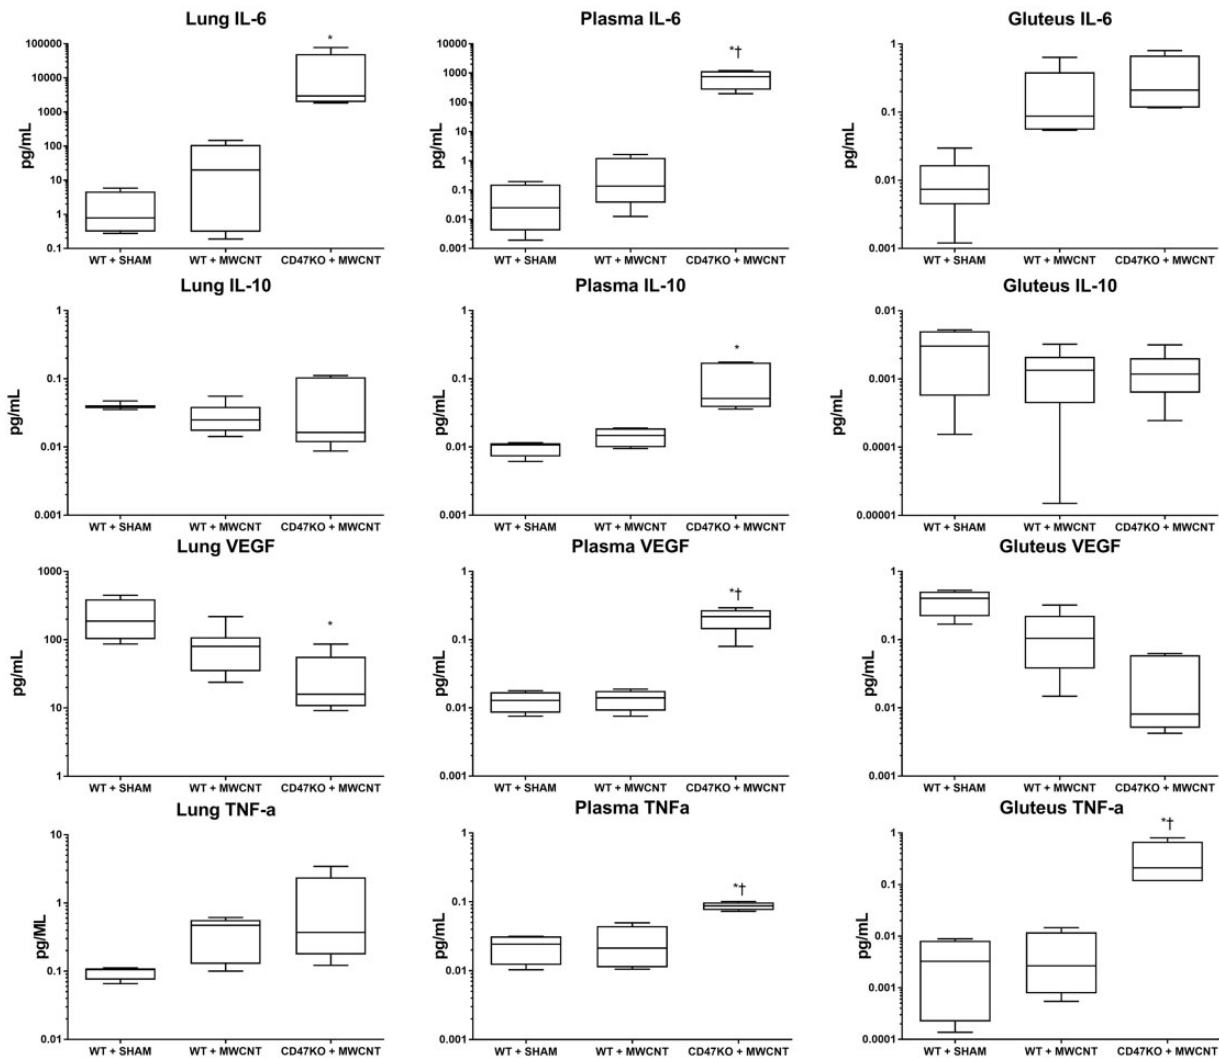 Lung IL-6
Plasma IL-6
Gluteus IL-6
pg/mL
100000
10000
1000
100
10
1
0.1
*
WT + SHAM
WT + MWCNT
CD47KO + MWCNT
pg/mL
10000
1000
100
10
1
0.1
0.01
0.001
*†
WT + SHAM
WT + MWCNT
CD47KO + MWCNT
pg/mL
1
0.1
0.01
0.001
WT + SHAM
WT + MWCNT
CD47KO + MWCNT
Lung IL-10
Plasma IL-10
Gluteus IL-10
pg/mL
1
0.1
0.01
0.001
WT + SHAM
WT + MWCNT
CD47KO + MWCNT
pg/mL
1
0.1
0.01
0.001
*
WT + SHAM
WT + MWCNT
CD47KO + MWCNT
pg/mL
0.01
0.001
0.0001
0.00001
WT + SHAM
WT + MWCNT
CD47KO + MWCNT
Lung VEGF
Plasma VEGF
Gluteus VEGF
pg/mL
1000
100
10
1
*
WT + SHAM
WT + MWCNT
CD47KO + MWCNT
pg/mL
1
0.1
0.01
0.001
*†
WT + SHAM
WT + MWCNT
CD47KO + MWCNT
pg/mL
1
0.1
0.01
0.001
WT + SHAM
WT + MWCNT
CD47KO + MWCNT
Lung TNF-a
Plasma TNFa
Gluteus TNF-a
pg/ML
10
1
0.1
0.01
WT + SHAM
WT + MWCNT
CD47KO + MWCNT
pg/mL
1
0.1
0.01
0.001
*†
WT + SHAM
WT + MWCNT
CD47KO + MWCNT
pg/mL
1
0.1
0.01
0.001
0.0001
*†
WT + SHAM
WT + MWCNT
CD47KO + MWCNT